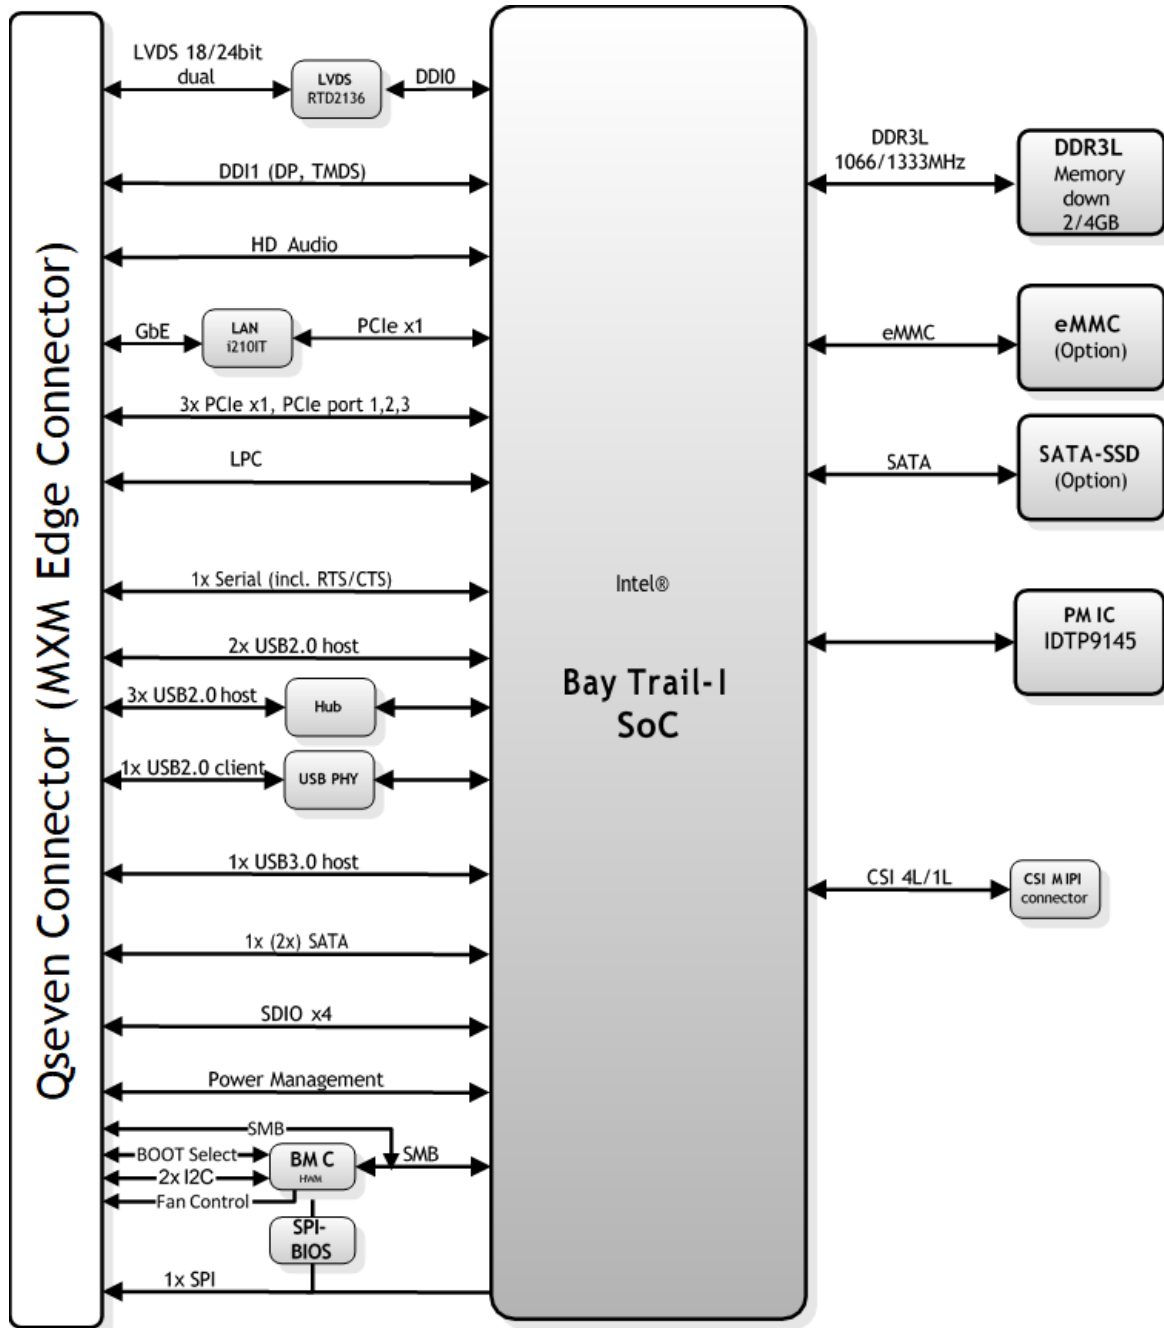 Qseven Connector (MXM Edge Connector)
LVDS 18/24bit
dual
LVDS
RTD2136
DDI0
DDI1 (DP, TMDS)
HD Audio
GbE
LAN
i210IT
PCIe x1
3x PCIe x1, PCIe port 1,2,3
LPC
1x Serial (incl. RTS/CTS)
2x USB2.0 host
3x USB2.0 host
Hub
1x USB2.0 client
USB PHY
1x USB3.0 host
1x (2x) SATA
SDIO x4
Power Management
SMB
BOOT Select
2x I2C
Fan Control
BM C
HWM
SMB
SPI-
BIOS
1x SPI
Intel®
Bay Trail-I
SoC
DDR3L
1066/1333MHz
DDR3L
Memory
down
2/4GB
eMMC
eMMC
(Option)
SATA
SATA-SSD
(Option)
PM IC
IDTP9145
CSI 4L/1L
CSI MIPI
connector